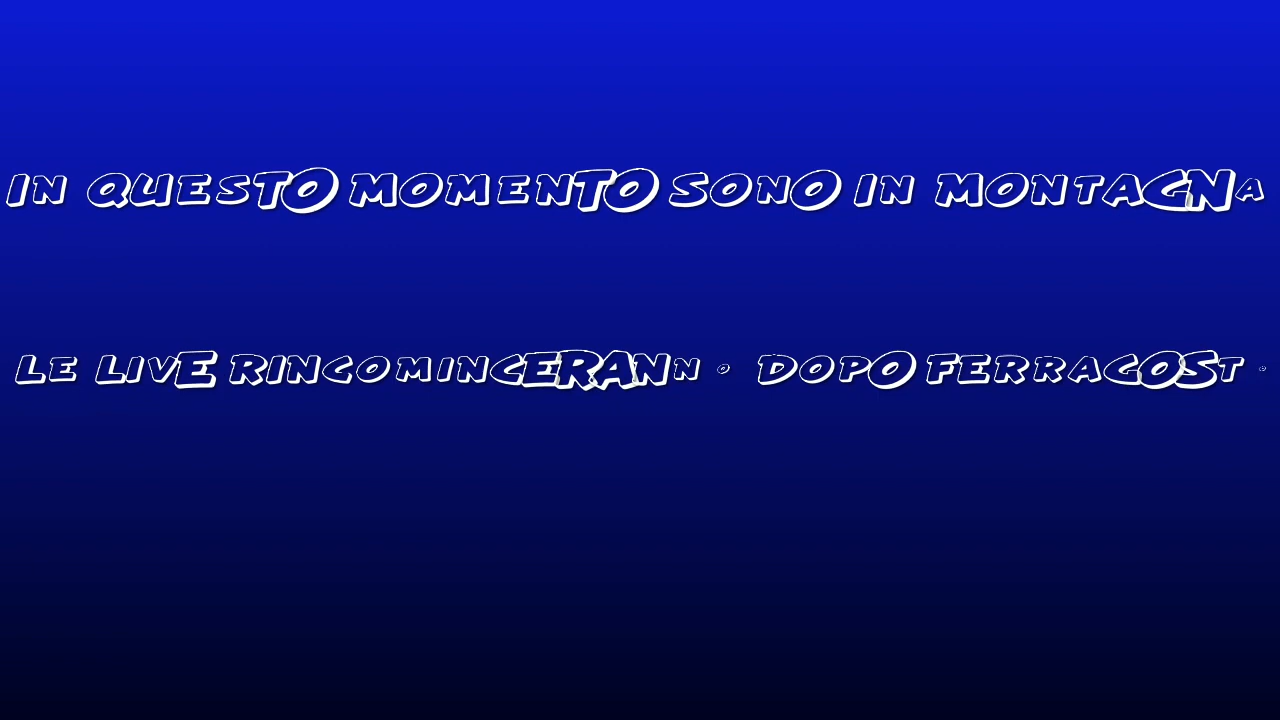 IN QUESTO MOMENTO SONO IN MONTAGNA
LE LIVE RINCOMINCERANNO DOPO FERRAGOSTO